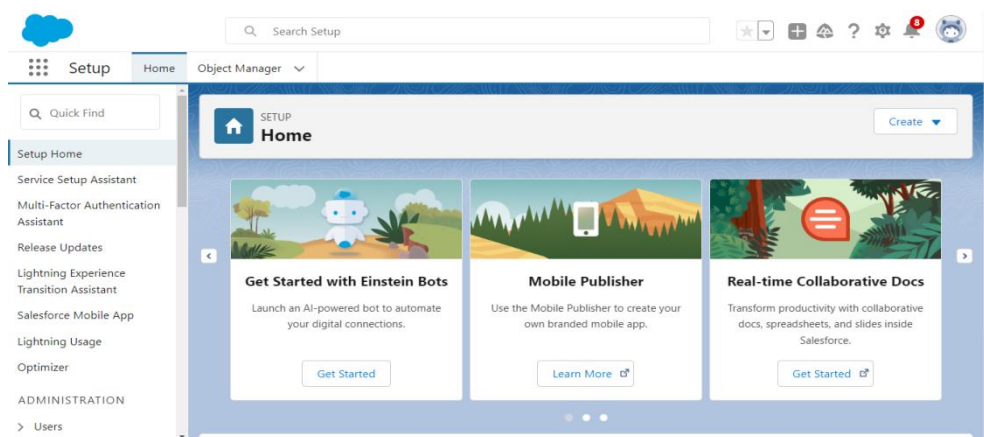 Search Setup
8
Setup Home Object Manager
Quick Find
Setup Home
Service Setup Assistant
Multi-Factor Authentication
Assistant
Release Updates
Lightning Experience
Transition Assistant
Salesforce Mobile App
Lightning Usage
Optimizer
ADMINISTRATION
Users
SETUP
Home
Create
Get Started with Einstein Bots
Launch an AI-powered bot to automate
your digital connections.
Get Started
Mobile Publisher
Use the Mobile Publisher to create your
own branded mobile app.
Learn More
Real-time Collaborative Docs
Transform productivity with collaborative
docs, spreadsheets, and slides inside
Salesforce.
Get Started